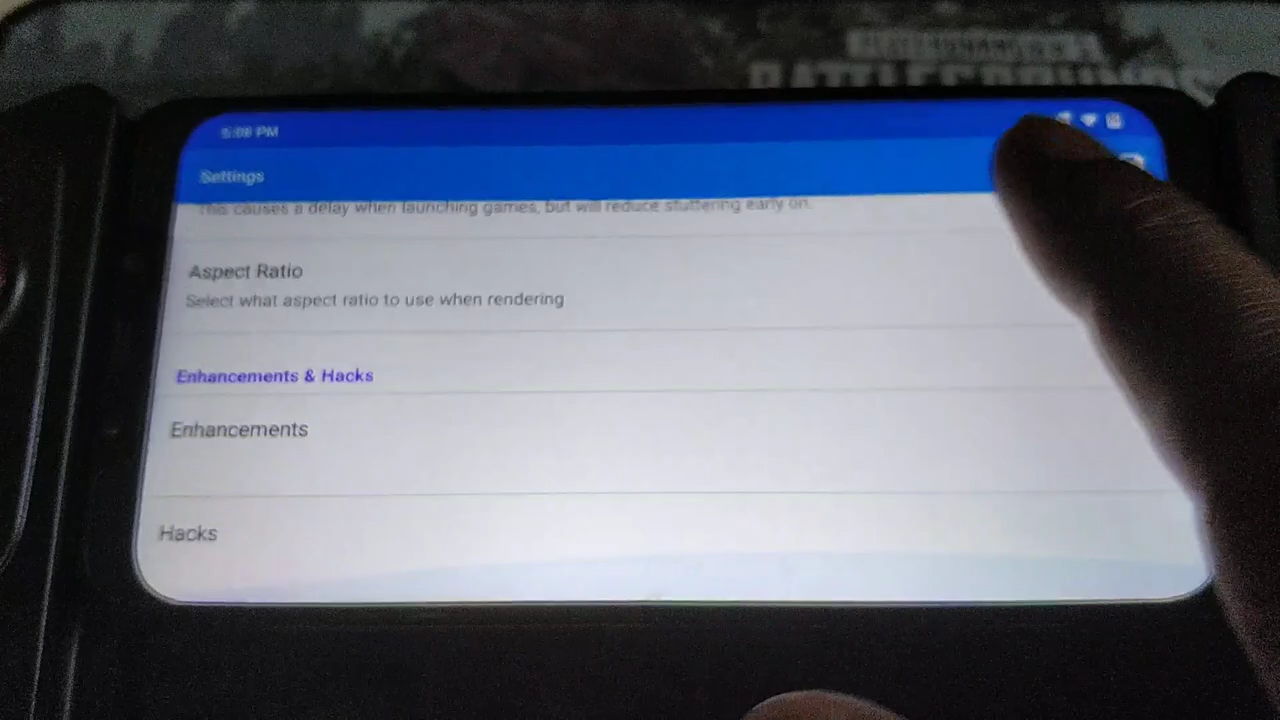 BATTLEGROUNDS
5:08 PM
Settings
This causes a delay when launching games, but will reduce stuttering early on.
Aspect Ratio
Select what aspect ratio to use when rendering
Enhancements & Hacks
Enhancements
Hacks